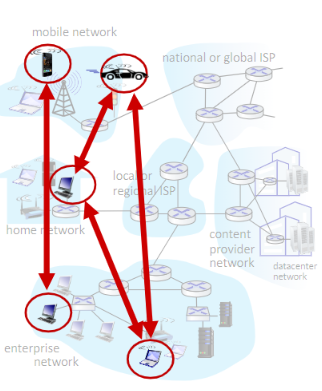 mobile network
national or global ISP
local or
regional ISP
home network
content
provider
network
datacenter
network
enterprise
network